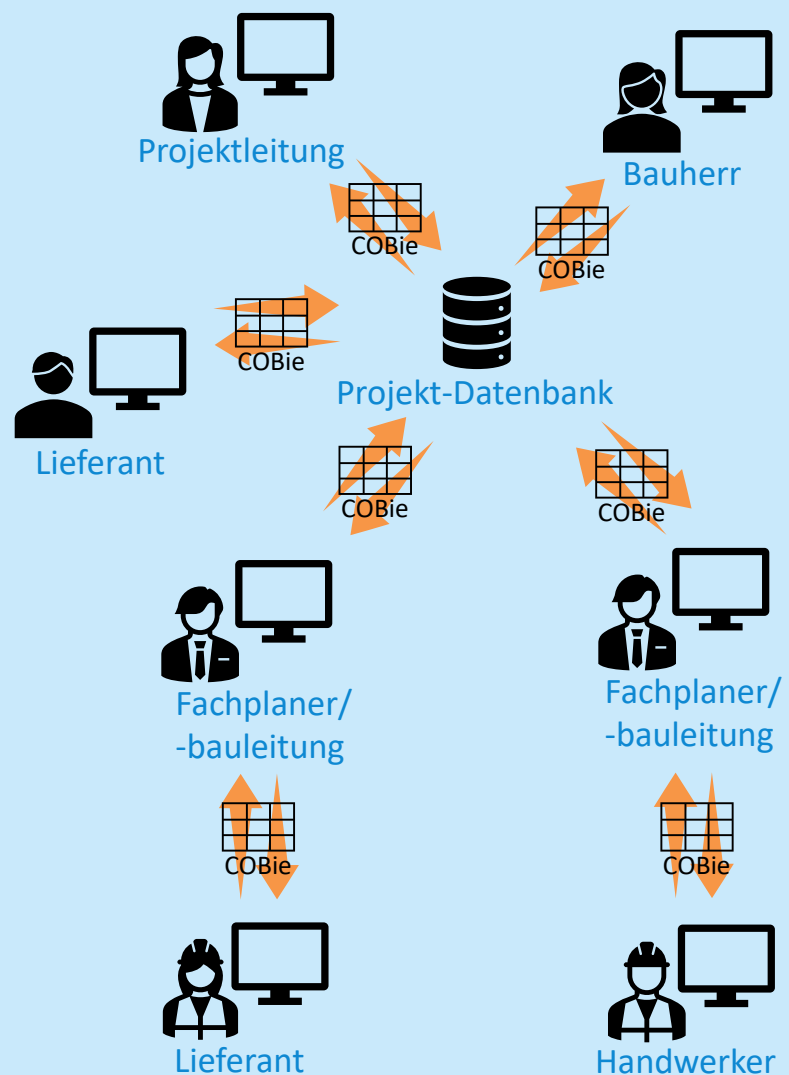 Projektleitung
Bauherr
COBie
COBie
COBie
Projekt-Datenbank
Lieferant
COBie
COBie
Fachplaner/
-bauleitung
Fachplaner/
-bauleitung
COBie
COBie
Lieferant
Handwerker